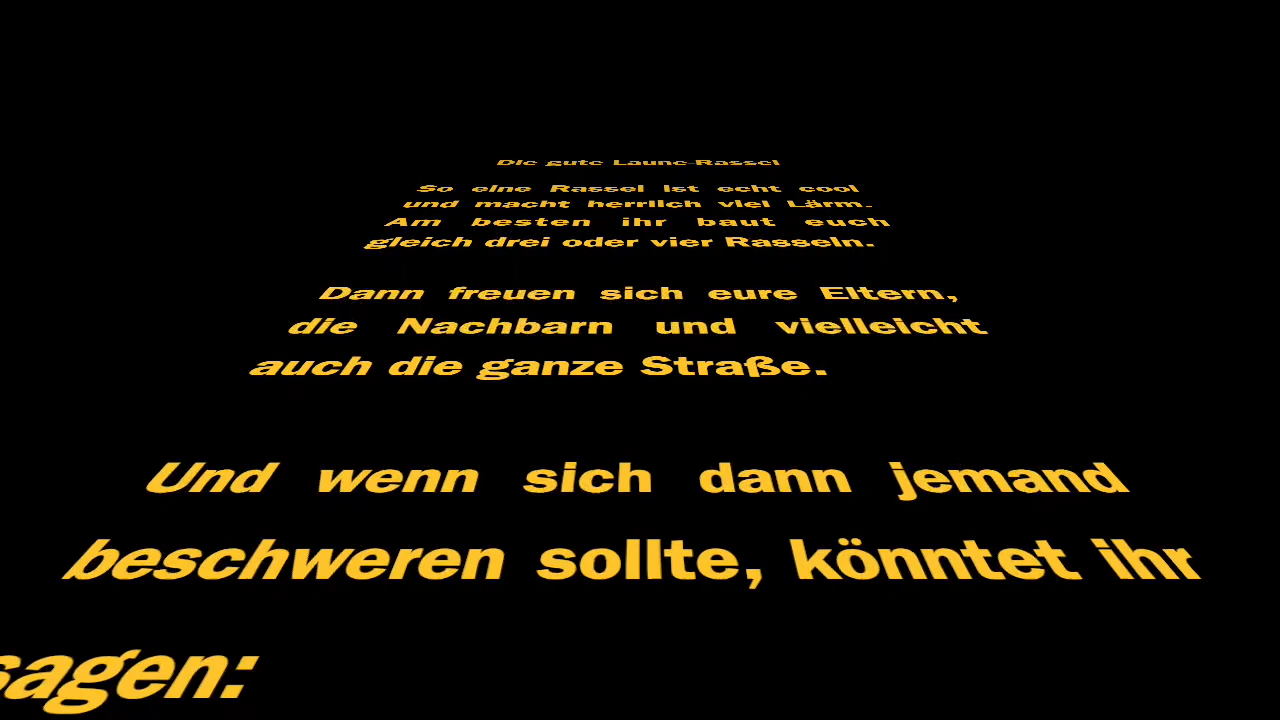 Die gute Laune-Rassel
So eine Rassel ist echt cool
und macht herrlich viel Lärm.
Am besten ihr baut euch
gleich drei oder vier Rasseln.
Dann freuen sich eure Eltern,
die Nachbarn und vielleicht
auch die ganze Straße.
Und wenn sich dann jemand
beschweren sollte, könntet ihr
sagen: